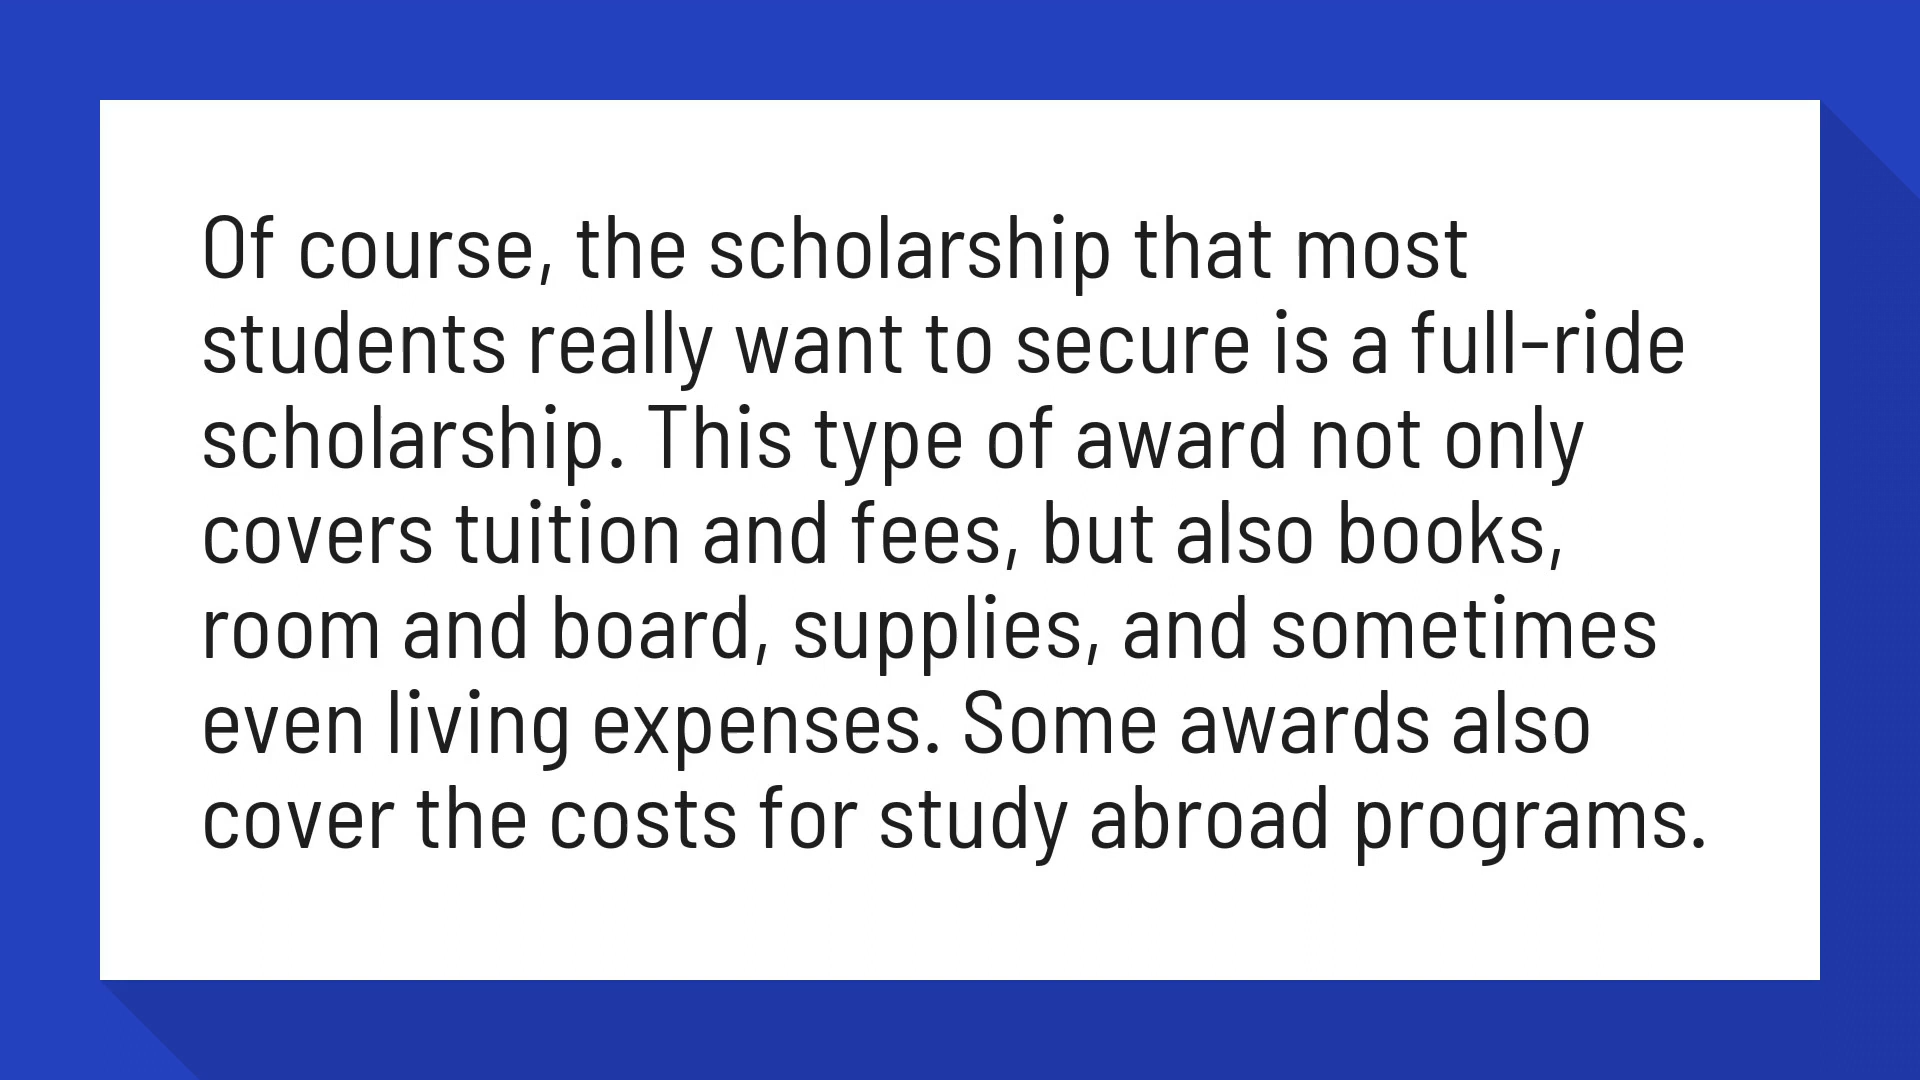 Of course, the scholarship that most
students really want to secure is a full-ride
scholarship. This type of award not only
covers tuition and fees, but also books,
room and board, supplies, and sometimes
even living expenses. Some awards also
cover the costs for study abroad programs.